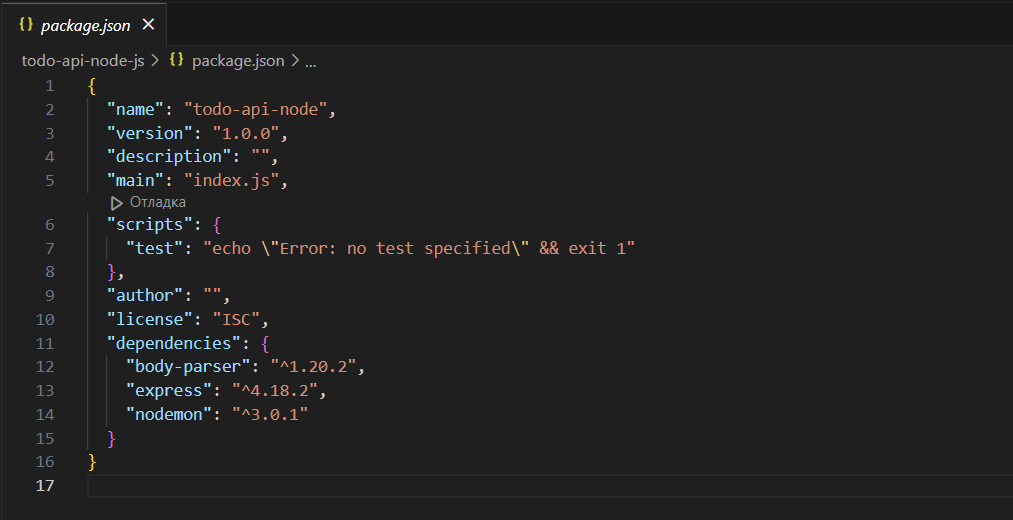 {} package.json ×
todo-api-node-js > {} package.json > ...
1 {
2 "name": "todo-api-node",
3 "version": "1.0.0",
4 "description": "",
5 "main": "index.js",
Отладка
6 "scripts": {
7 "test": "echo \"Error: no test specified\" && exit 1"
8 },
9 "author": "",
10 "license": "ISC",
11 "dependencies": {
12 "body-parser": "^1.20.2",
13 "express": "^4.18.2",
14 "nodemon": "^3.0.1"
15 }
16 }
17